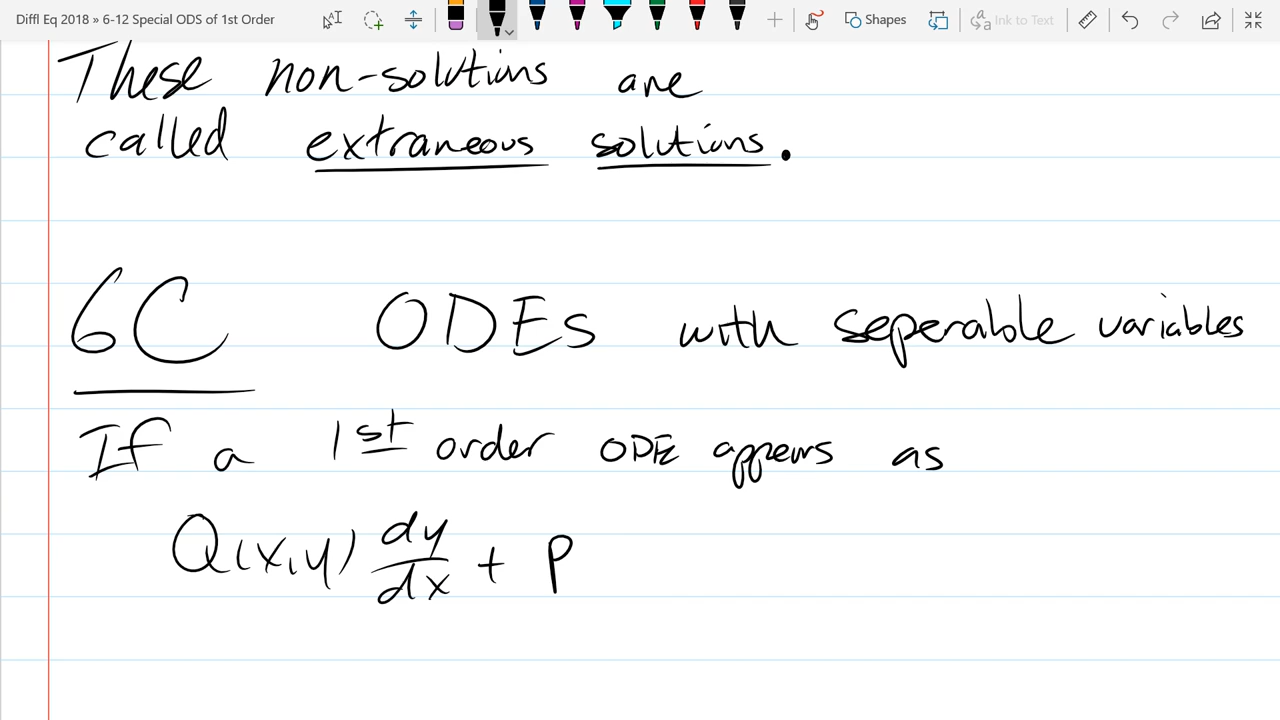 Diffl Eq 2018 » 6-12 Special ODS of 1st Order
Shapes
Ink to Text
These non-solutions are
called extraneous solutions.
6C ODEs with seperable variables
If a 1st order ODE appears as
Q(x,y) dy/dx + P